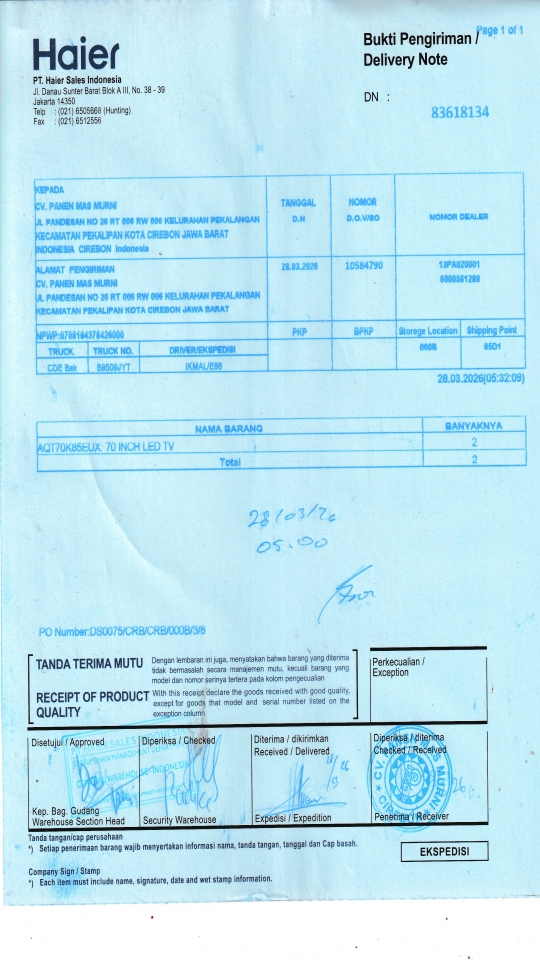 Page 1 of 1
Haier
Bukti Pengiriman /
Delivery Note
PT. Haier Sales Indonesia
Jl. Danau Sunter Barat Blok A III, No. 38 - 39
Jakarta 14350
Telp : (021) 6505668 (Hunting)
Fax : (021) 6512556
DN :
83618134
KEPADA
CV. PANEN MAS MURNI
JL PANDESAN NO 26 RT 006 RW 006 KELURAHAN PEKALANGAN
KECAMATAN PEKALIPAN KOTA CIREBON JAWA BARAT
INDONESIA CIREBON Indonesia
TANGGAL
D.N
NOMOR
D.O.V/SO
NOMOR DEALER
ALAMAT PENGIRIMAN
CV. PANEN MAS MURNI
JL PANDESAN NO 26 RT 006 RW 006 KELURAHAN PEKALANGAN
KECAMATAN PEKALIPAN KOTA CIREBON JAWA BARAT
28.03.2026
10584790
13PA020001
NPWP:
PKP
BPKP
Storege Location
Shipping Point
000B
65D1
TRUCK.
TRUCK NO.
DRIVER/EKSPEDISI
CDE Bak
B9509JYT
28.03.2026(05:32:09)
NAMA BARANG
BANYAKNYA
AQT70K85EUX: 70 INCH LED TV
2
Total
2
28/03/26
05.00
PO Number:DS0075/CRB/CRB/000B/3/6
TANDA TERIMA MUTU
Dengan lembaran ini juga, menyatakan bahwa barang yang diterima
tidak bermasalah secara manajemen mutu, kecuali barang yang
model dan nomor serinya tertera pada kolom pengecualian
RECEIPT OF PRODUCT
QUALITY
With this receipt declare the goods received with good quality,
except for goods that model and serial number listed on the
exception column
Perkecualian /
Exception
Disetujui / Approved
Diperiksa / Checked
Diterima / dikirimkan
Received / Delivered
Diperiksa / diterima
Checked / Received
Kep. Bag. Gudang
Warehouse Section Head
Security Warehouse
Expedisi / Expedition
Penerima / Receiver
Tanda tangan/cap perusahaan
*) Setiap penerimaan barang wajib menyertakan informasi nama, tanda tangan, tanggal dan Cap basah.
EKSPEDISI
Company Sign / Stamp
*) Each item must include name, signature, date and wet stamp information.